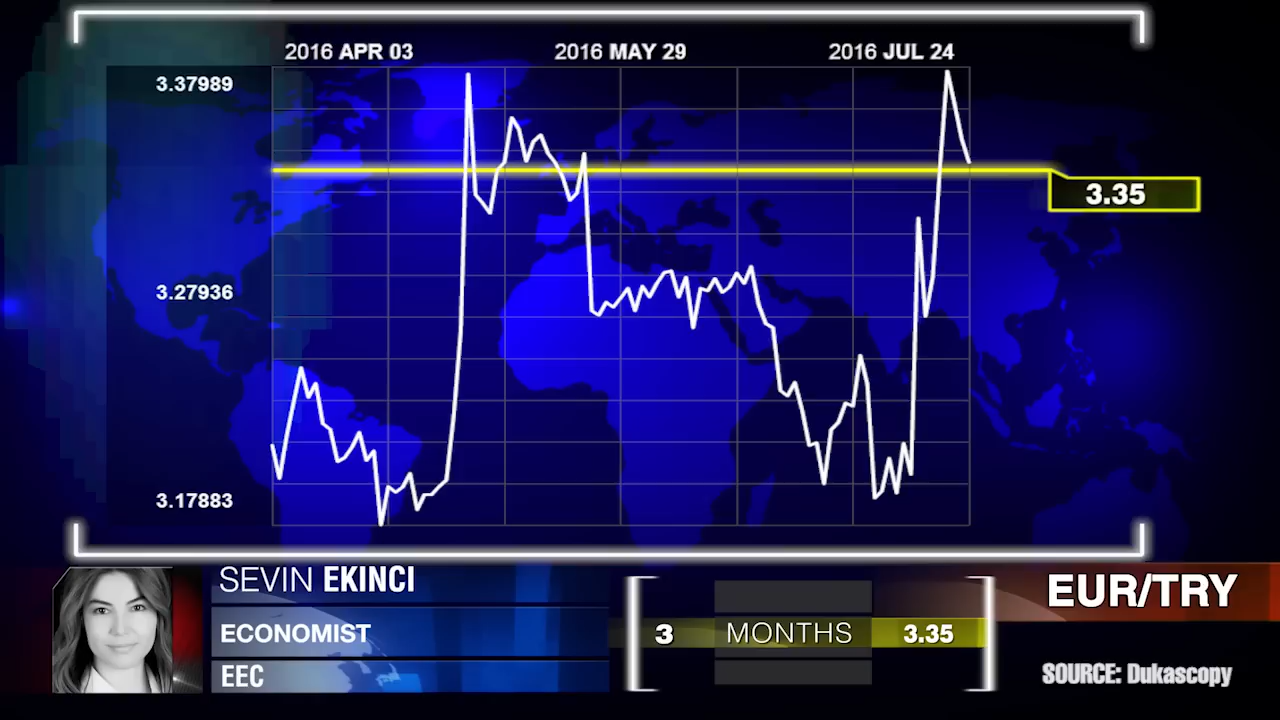 2016 APR 03 2016 MAY 29 2016 JUL 24
3.37989
3.35
3.27936
3.17883
SEVIN EKINCI
ECONOMIST
EEC
3 MONTHS 3.35
EUR/TRY
SOURCE: Dukascopy